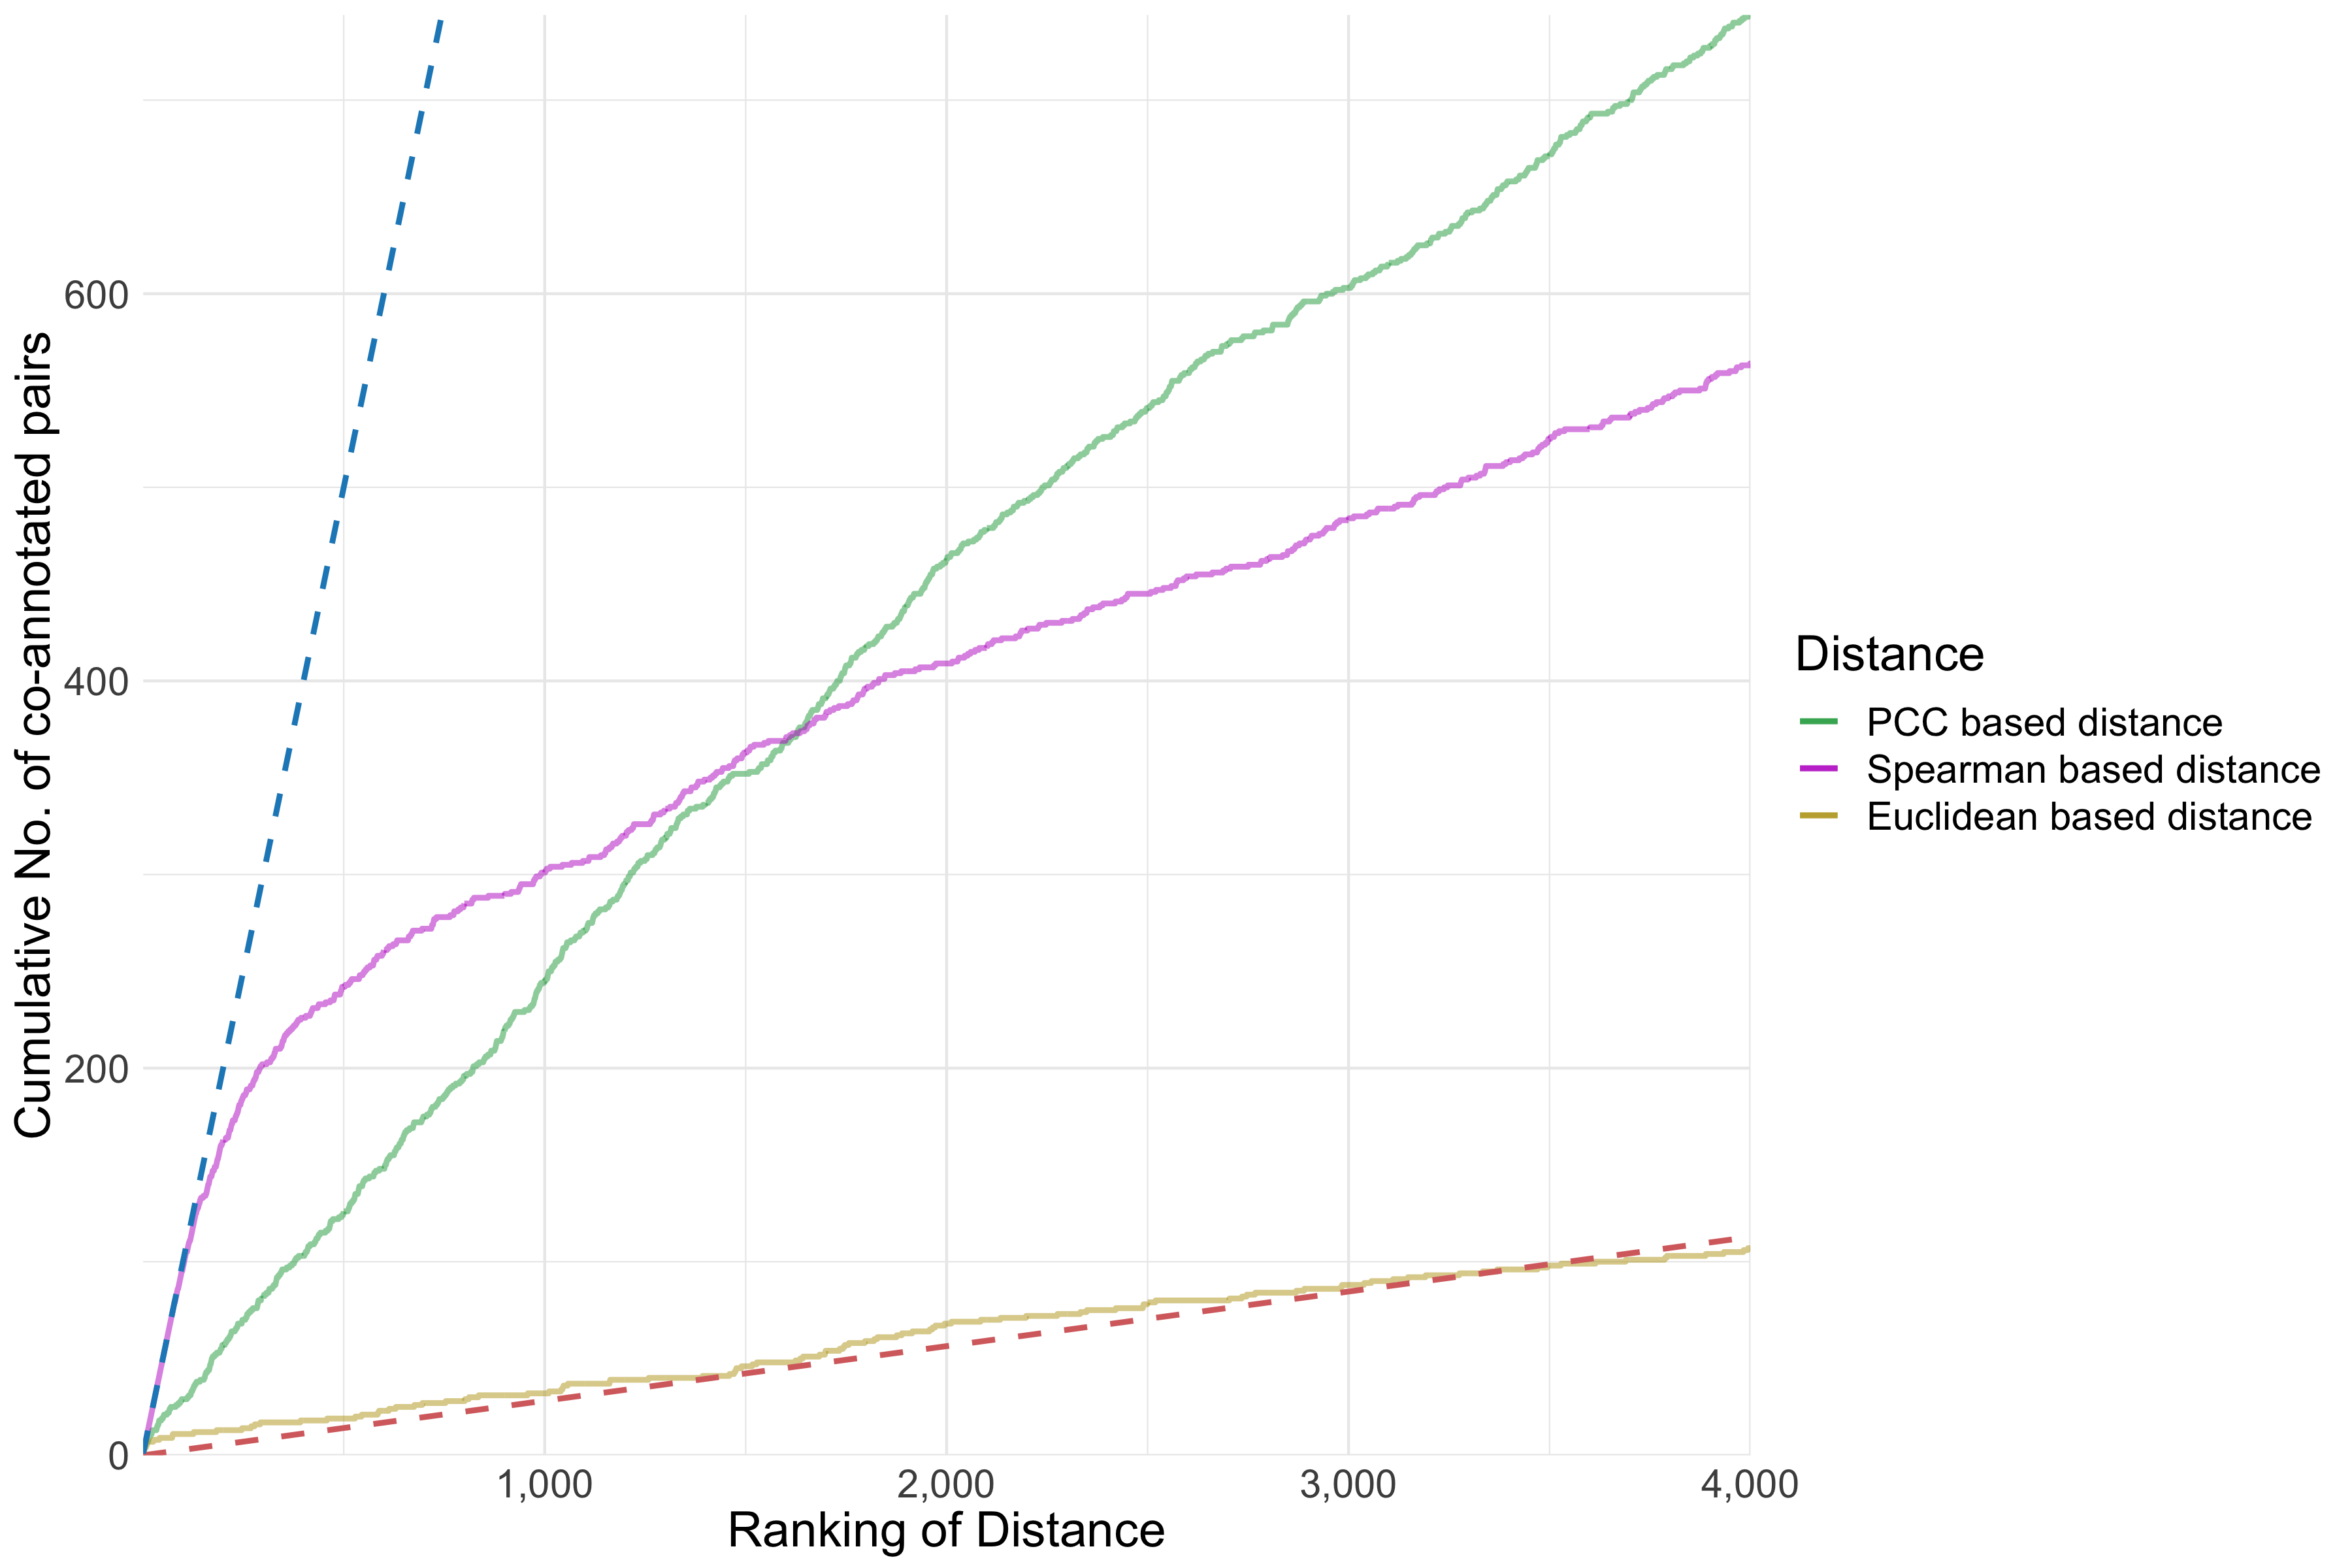 Cumulative No. of co-annotated pairs
600
400
200
0
1,000
2,000
3,000
4,000
Ranking of Distance
Distance
PCC based distance
Spearman based distance
Euclidean based distance